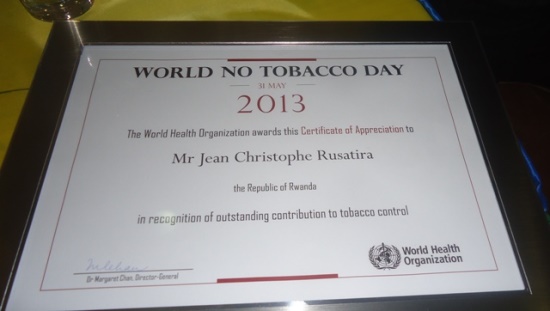 WORLD NO TOBACCO DAY
31 MAY
2013
The World Health Organization awards this Certificate of Appreciation to
Mr Jean Christophe Rusatira
the Republic of Rwanda
in recognition of outstanding contribution to tobacco control
Dr Margaret Chan, Director-General
World Health
Organization